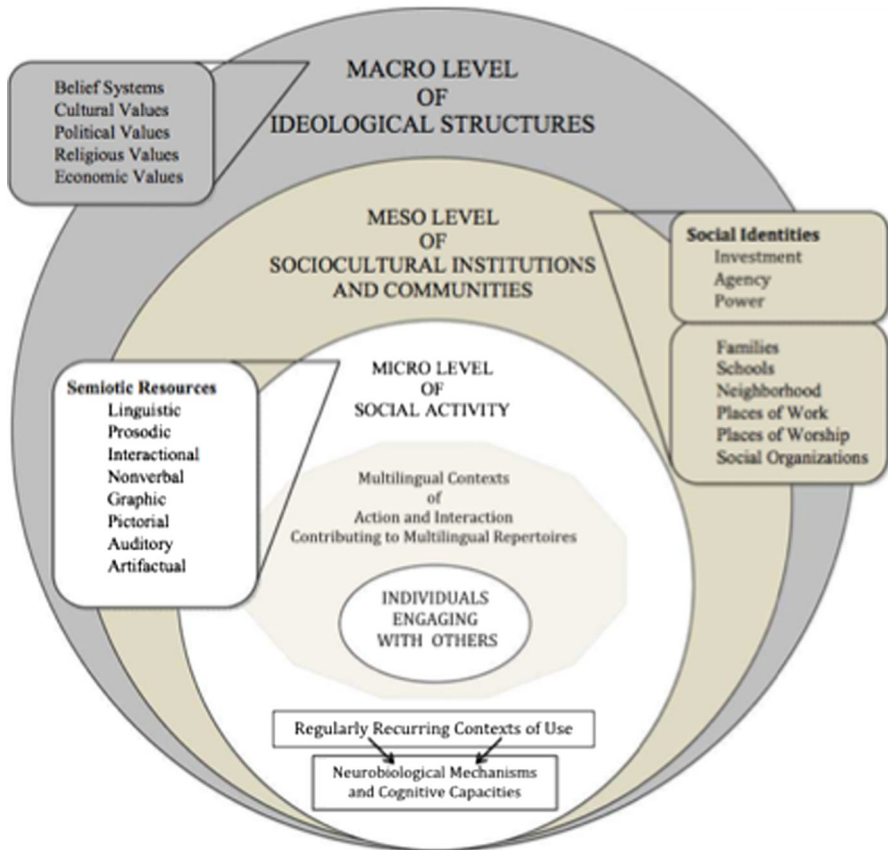 MACRO LEVEL
OF
IDEOLOGICAL STRUCTURES
Belief Systems
Cultural Values
Political Values
Religious Values
Economic Values
MESO LEVEL
OF
SOCIOCULTURAL INSTITUTIONS
AND COMMUNITIES
Social Identities
Investment
Agency
Power
Families
Schools
Neighborhood
Places of Work
Places of Worship
Social Organizations
MICRO LEVEL
OF
SOCIAL ACTIVITY
Semiotic Resources
Linguistic
Prosodic
Interactional
Nonverbal
Graphic
Pictorial
Auditory
Artifactual
Multilingual Contexts
of
Action and Interaction
Contributing to Multilingual Repertoires
INDIVIDUALS
ENGAGING
WITH OTHERS
Regularly Recurring Contexts of Use
Neurobiological Mechanisms
and Cognitive Capacities